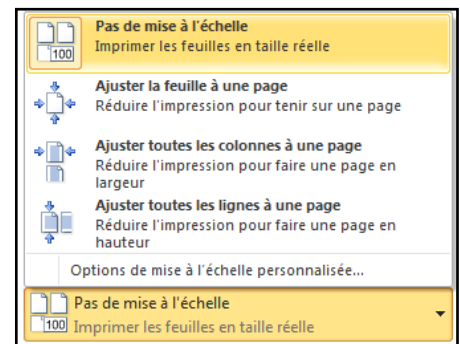 Pas de mise à l'échelle
Imprimer les feuilles en taille réelle
100
Ajuster la feuille à une page
Réduire l'impression pour tenir sur une page
Ajuster toutes les colonnes à une page
Réduire l'impression pour faire une page en
largeur
Ajuster toutes les lignes à une page
Réduire l'impression pour faire une page en
hauteur
Options de mise à l'échelle personnalisée...
Pas de mise à l'échelle
100 Imprimer les feuilles en taille réelle